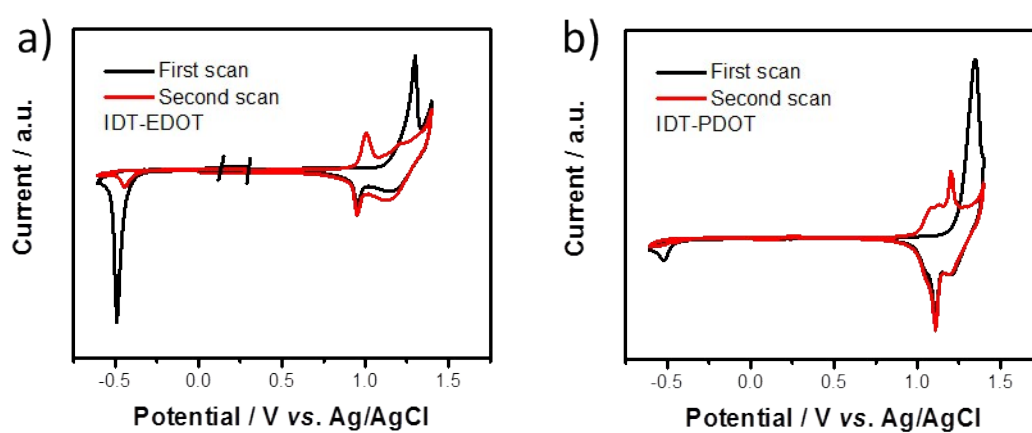 a)
First scan
Second scan
IDT-EDOT
Current / a.u.
-0.5 0.0 0.5 1.0 1.5
Potential / V vs. Ag/AgCl
b)
First scan
Second scan
IDT-PDOT
Current / a.u.
-0.5 0.0 0.5 1.0 1.5
Potential / V vs. Ag/AgCl